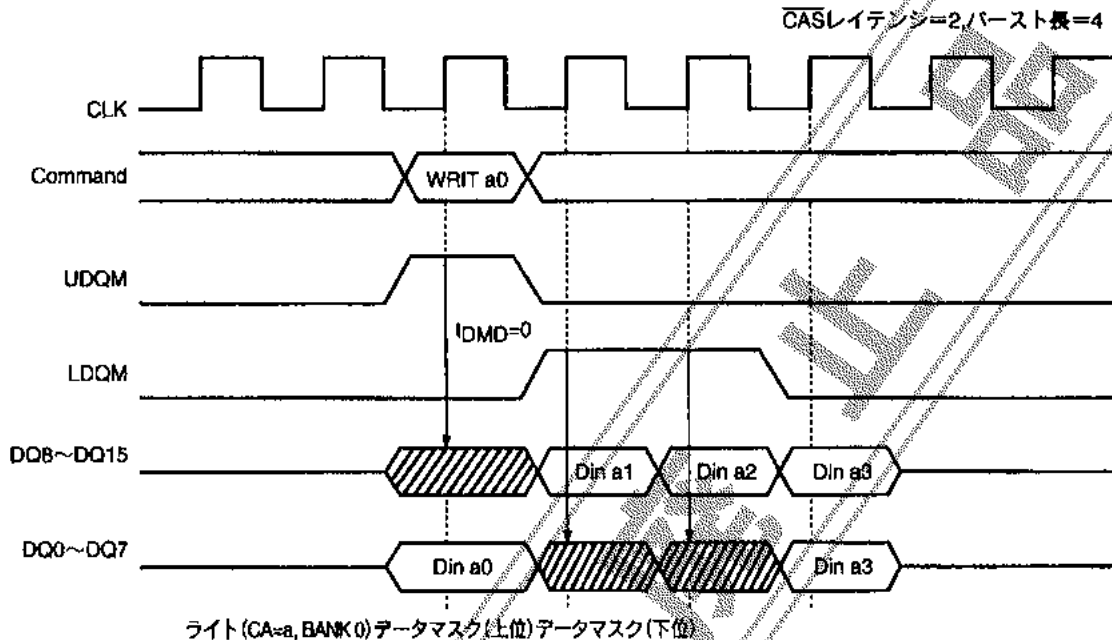 CASレイテンシ=2,バースト長=4
CLK
Command
WRIT a0
UDQM
IDMD=0
LDQM
DQ8～DQ15
Din a1
Din a2
Din a3
DQ0～DQ7
Din a0
Din a3
ライト(CA=a, BANK 0)データマスク(上位)データマスク(下位)